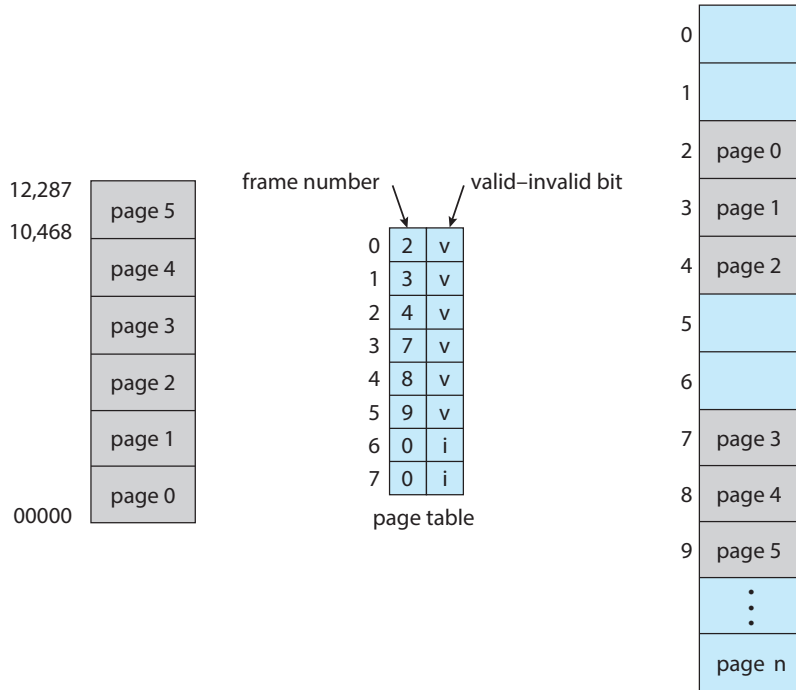 12,287
10,468
00000
page 5
page 4
page 3
page 2
page 1
page 0
frame number
valid–invalid bit
0 2 v
1 3 v
2 4 v
3 7 v
4 8 v
5 9 v
6 0 i
7 0 i
page table
0
1
2 page 0
3 page 1
4 page 2
5
6
7 page 3
8 page 4
9 page 5
⋮
page n